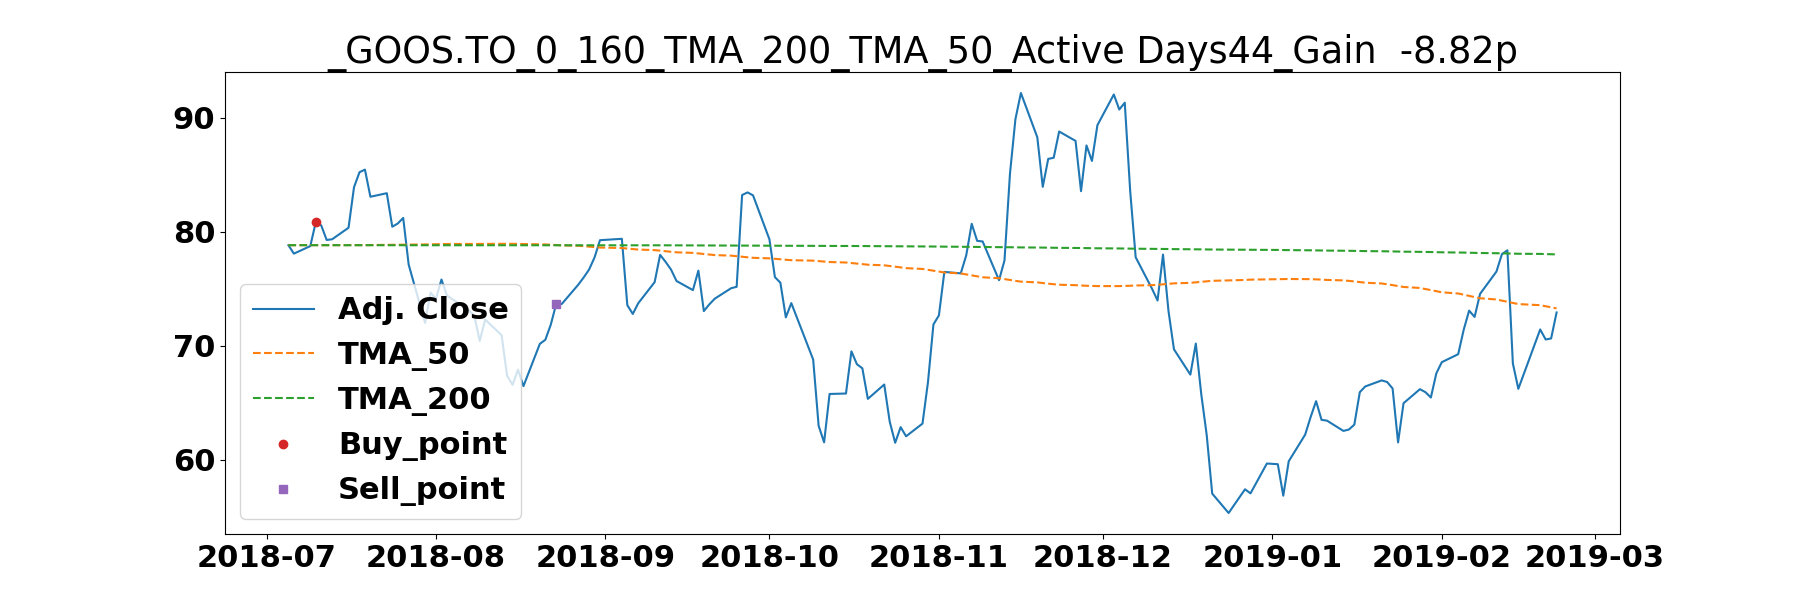 _GOOS.TO_0_160_TMA_200_TMA_50_Active Days44_Gain  -8.82p
90
80
70
60
Adj. Close
TMA_50
TMA_200
Buy_point
Sell_point
2018-07 2018-08 2018-09 2018-10 2018-11 2018-12 2019-01 2019-02 2019-03